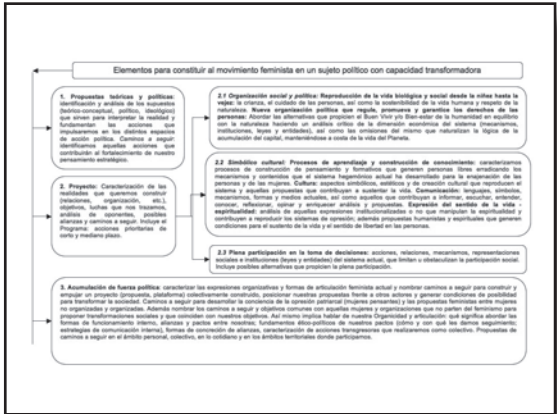 Elementos para constituir al movimiento feminista en un sujeto político con capacidad transformadora
1. Propuestas teóricas y políticas:
identificación y análisis de los supuestos
(teórico-conceptual, político, ideológico)
que sirven para interpretar la realidad y
fundamentan las acciones que
impulsaremos en los distintos espacios
de acción política. Caminos a seguir:
identificamos aquellas acciones que
contribuirán al fortalecimiento de nuestro
pensamiento estratégico.
2. Proyecto: Caracterización de las
realidades que queremos construir
(relaciones, organización, etc.),
objetivos, luchas que nos trazamos,
análisis de oponentes, posibles
alianzas y caminos a seguir. Incluye el
Programa: acciones prioritarias de
corto y mediano plazo.
2.1 Organización social y política: Reproducción de la vida biológica y social desde la niñez hasta la
vejez: la crianza, el cuidado de las personas, así como la sostenibilidad de la vida humana y respeto de la
naturaleza. Nueva organización política que regule, promueva y garantice los derechos de las
personas: Abordar las alternativas que propicien el Buen Vivir y/o Bien-estar de la humanidad en equilibrio
con la naturaleza haciendo un análisis crítico de la dimensión económica del sistema (mecanismos,
instituciones, leyes y entidades), así como las omisiones del mismo que naturalizan la lógica de la
acumulación del capital, manteniéndose a costa de la vida del Planeta.
2.2 Simbólico cultural: Procesos de aprendizaje y construcción de conocimiento: caracterizamos
procesos de construcción de pensamiento y formativos que generen personas libres erradicando los
mecanismos y contenidos que el sistema hegemónico actual ha desarrollado para la enajenación de las
personas y de las mujeres. Cultura: aspectos simbólicos, estéticos y de creación cultural que reproducen el
sistema y aquellas propuestas que contribuyan a sustentar la vida. Comunicación: lenguajes, símbolos,
mecanismos, formas y medios actuales, así como aquellos que contribuyan a informar, escuchar, entender,
conocer, reflexionar, opinar y enriquecer análisis y propuestas. Expresión del sentido de la vida -
espiritualidad: análisis de aquellas expresiones institucionalizadas o no que manipulan la espiritualidad y
contribuyen a reproducir los sistemas de opresión; además propuestas humanistas y espirituales que generen
condiciones para el sustento de la vida y el sentido de libertad en las personas.
2.3 Plena participación en la toma de decisiones: acciones, relaciones, mecanismos, representaciones
sociales e instituciones (leyes y entidades) del sistema actual, que limiten u obstaculizan la participación social.
Incluye posibles alternativas que propicien la plena participación.
3. Acumulación de fuerza política: caracterizar las expresiones organizativas y formas de articulación feminista actual y nombrar caminos a seguir para construir y
empujar un proyecto (propuesta, plataforma) colectivamente construido, posicionar nuestras propuestas frente a otros actores y generar condiciones de posibilidad
para transformar la sociedad. Caminos a seguir para desarrollar la conciencia de la opresión patriarcal (mujeres pensantes) y las propuestas feministas entre mujeres
no organizadas y organizadas. Además nombrar los caminos a seguir y objetivos comunes con aquellas mujeres y organizaciones que no parten del feminismo para
proponer transformaciones sociales y que coinciden con nuestros objetivos. Así mismo implica hablar de nuestra Organicidad y articulación: qué significa abordar las
formas de funcionamiento interno, alianzas y pactos entre nosotras; fundamentos ético-políticos de nuestros pactos (cómo y con qué les damos seguimiento;
estrategias de comunicación interna), formas de concreción de alianzas, caracterización de acciones transgresoras que realizaremos como colectivo. Propuestas de
caminos a seguir en el ámbito personal, colectivo, en lo cotidiano y en los ámbitos territoriales donde participamos.